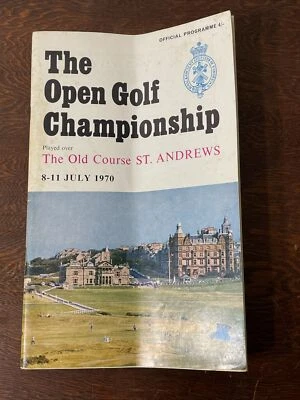 OFFICIAL PROGRAMME 4/-
The
Open Golf
Championship
Played over
The Old Course ST. ANDREWS
8-11 JULY 1970